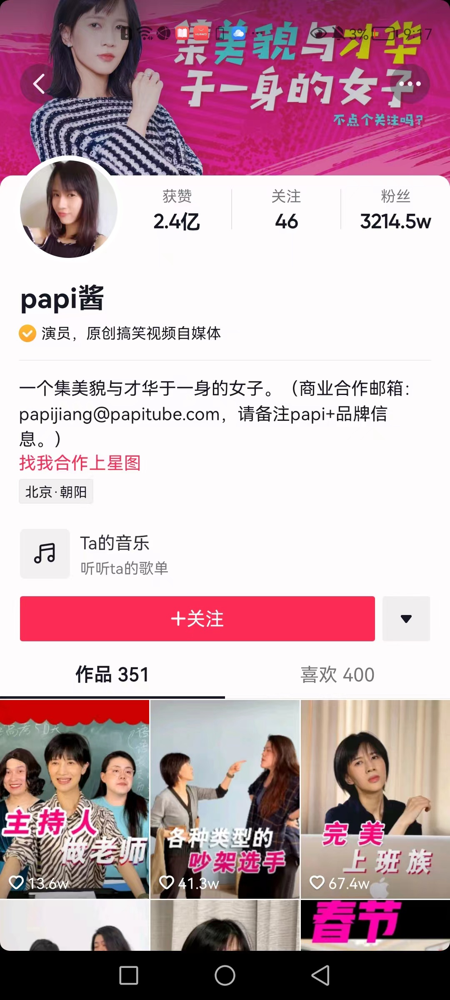 HUAWEI
3% 9:17
集美貌与才华
于一身的女子
不点个关注吗?
获赞 关注 粉丝
2.4亿 46 3214.5w
papi酱
演员，原创搞笑视频自媒体
一个集美貌与才华于一身的女子。（商业合作邮箱：
papijiang@papitube.com，请备注papi+品牌信
息。）
找我合作上星图
北京·朝阳
Ta的音乐
听听ta的歌单
+关注
作品 351 喜欢 400
高考50天
主持人
做老师
13.6w
各种类型的
吵架选手
41.3w
完美
上班族
67.4w
春节